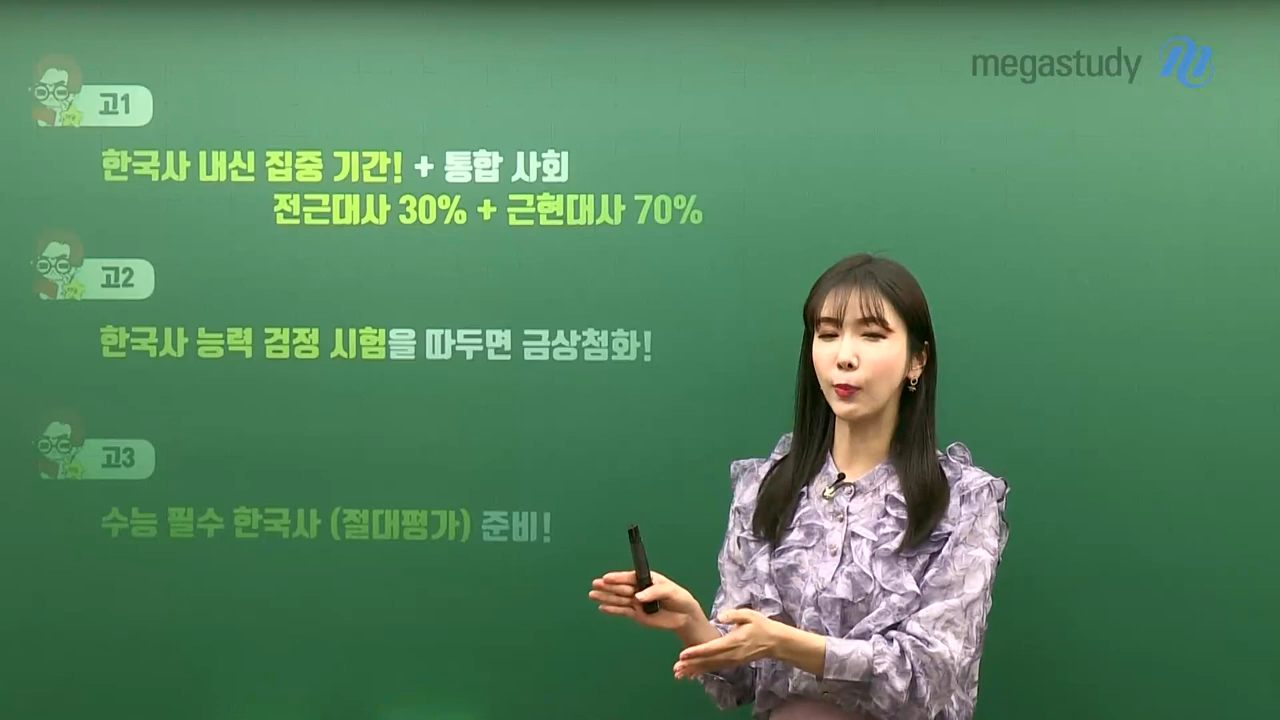 megastudy
고1
한국사 내신 집중 기간! + 통합 사회
전근대사 30% + 근현대사 70%
고2
한국사 능력 검정 시험을 따두면 금상첨화!
고3
수능 필수 한국사 (절대평가) 준비!